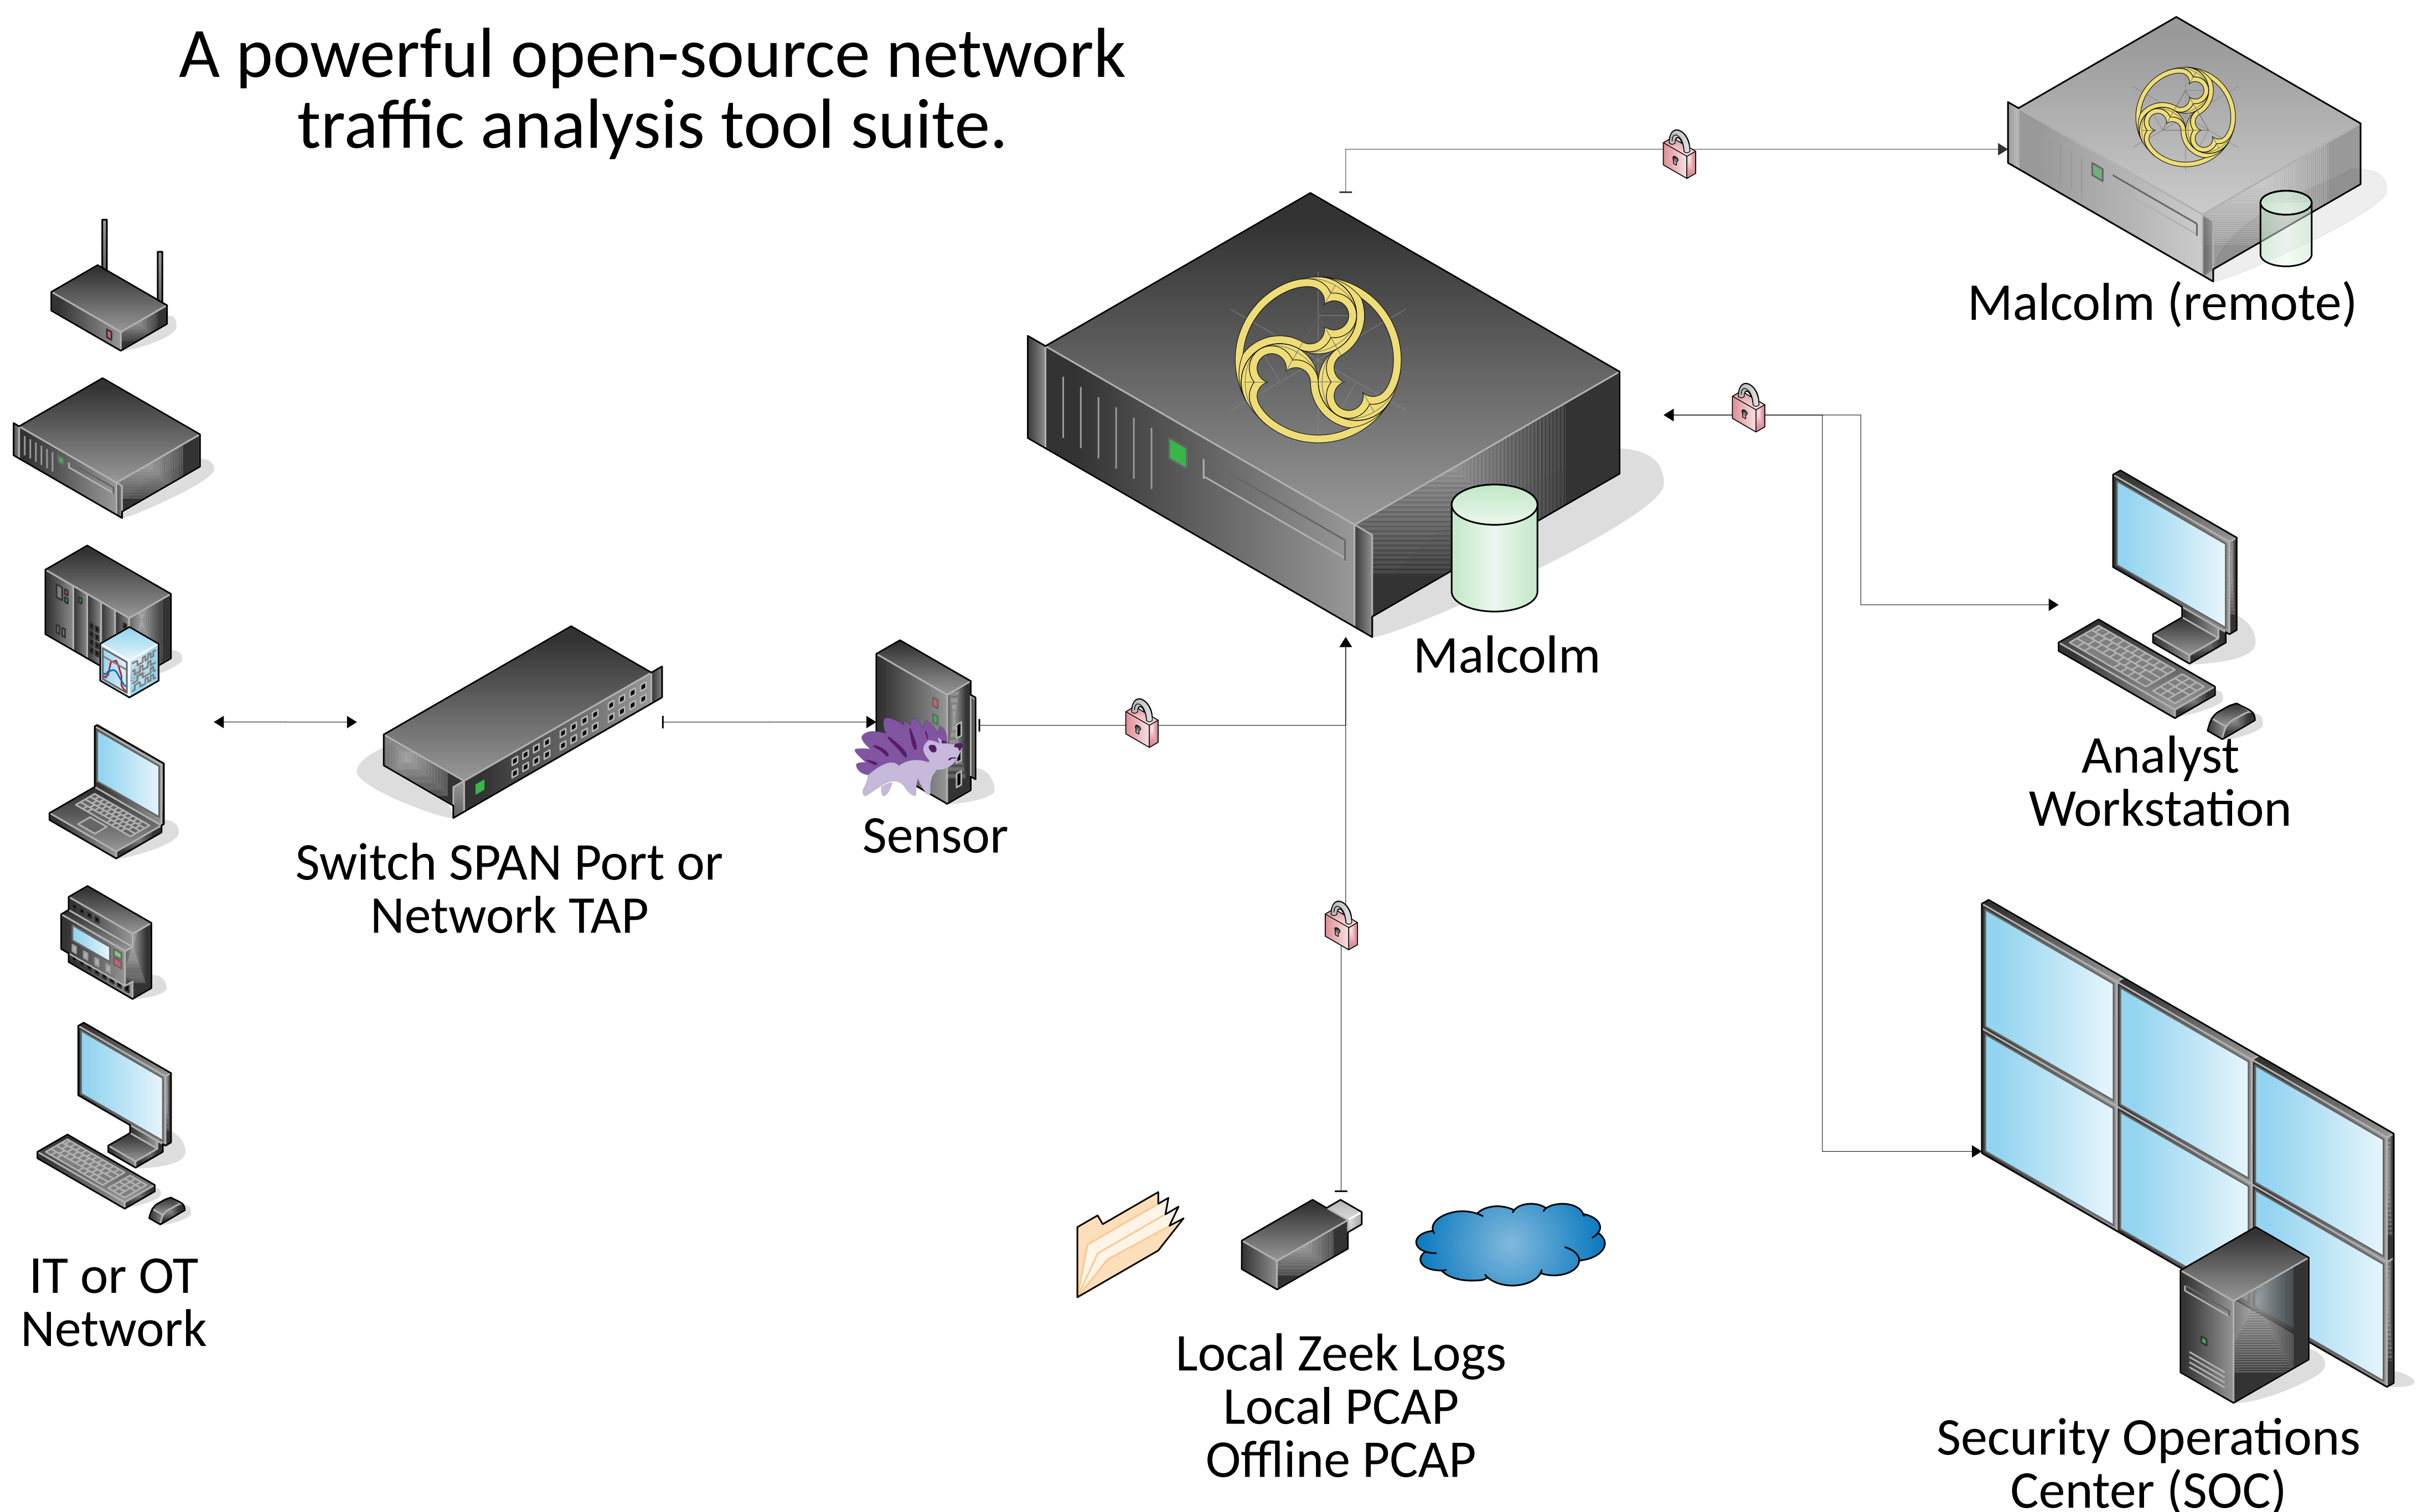 A powerful open-source network
traffic analysis tool suite.
Malcolm (remote)
Malcolm
Analyst
Workstation
Sensor
Switch SPAN Port or
Network TAP
IT or OT
Network
Local Zeek Logs
Local PCAP
Offline PCAP
Security Operations
Center (SOC)